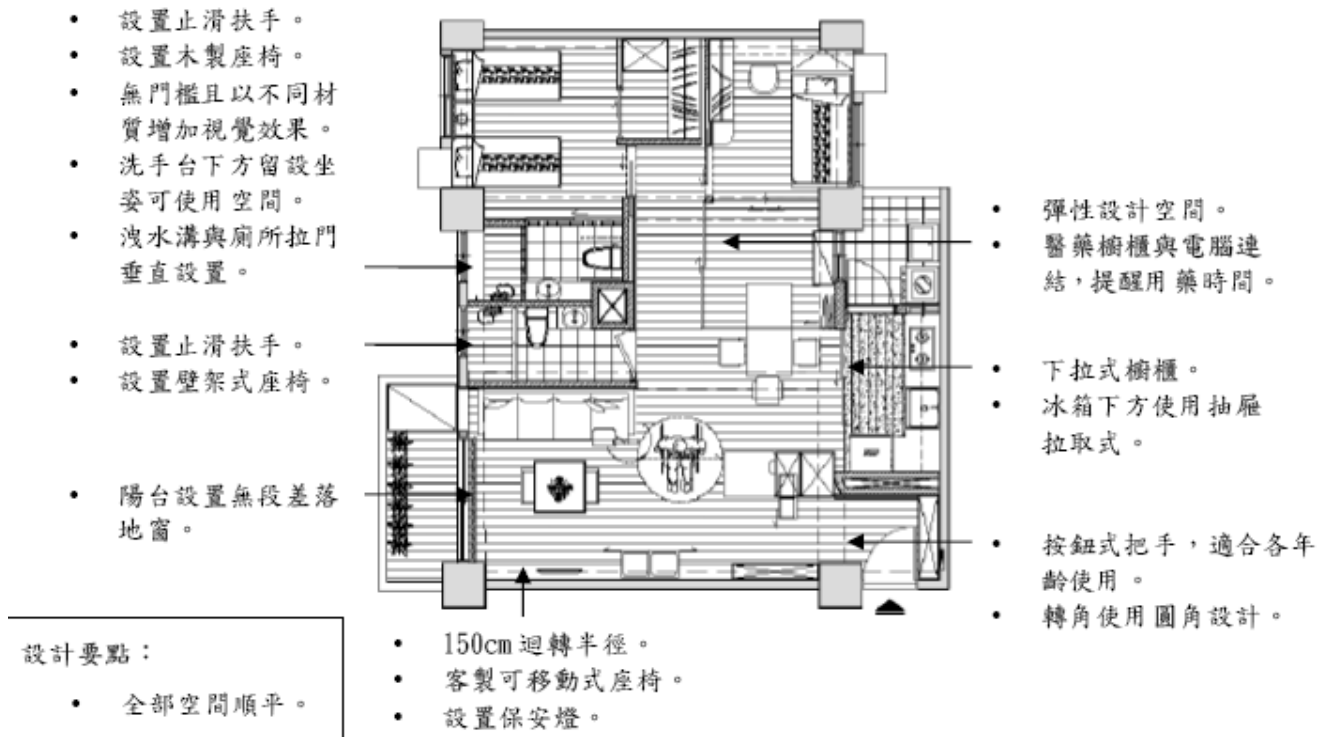 • 設置止滑扶手。
• 設置木製座椅。
• 無門檻且以不同材
質增加視覺效果。
• 洗手台下方留設坐
姿可使用空間。
• 洩水溝與廁所拉門
垂直設置。
• 設置止滑扶手。
• 設置壁架式座椅。
• 陽台設置無段差落
地窗。
• 彈性設計空間。
• 醫藥櫥櫃與電腦連
結，提醒用藥時間。
• 下拉式櫥櫃。
• 冰箱下方使用抽屜
拉取式。
• 按鈕式把手，適合各年
齡使用。
• 轉角使用圓角設計。
• 150cm 迴轉半徑。
• 客製可移動式座椅。
• 設置保安燈。
設計要點：
• 全部空間順平。